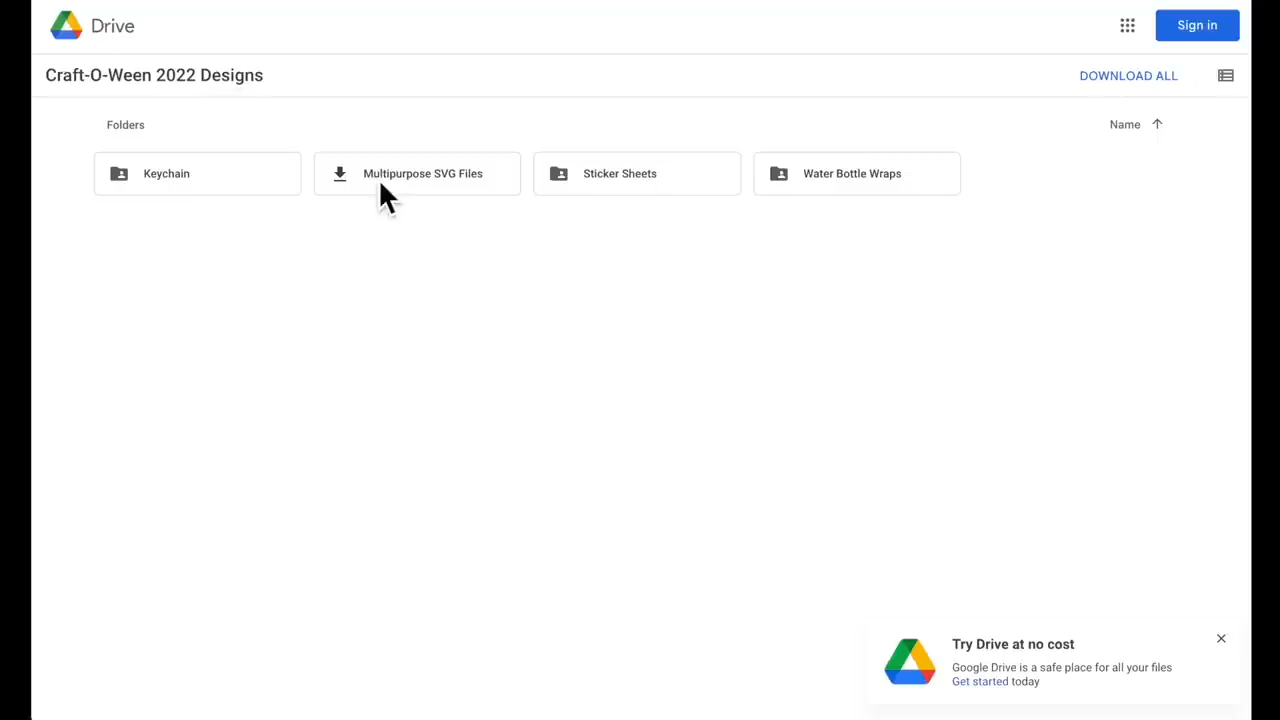 Drive
Sign in
Craft-O-Ween 2022 Designs
DOWNLOAD ALL
Folders
Name
Keychain
Multipurpose SVG Files
Sticker Sheets
Water Bottle Wraps
Try Drive at no cost
Google Drive is a safe place for all your files
Get started today